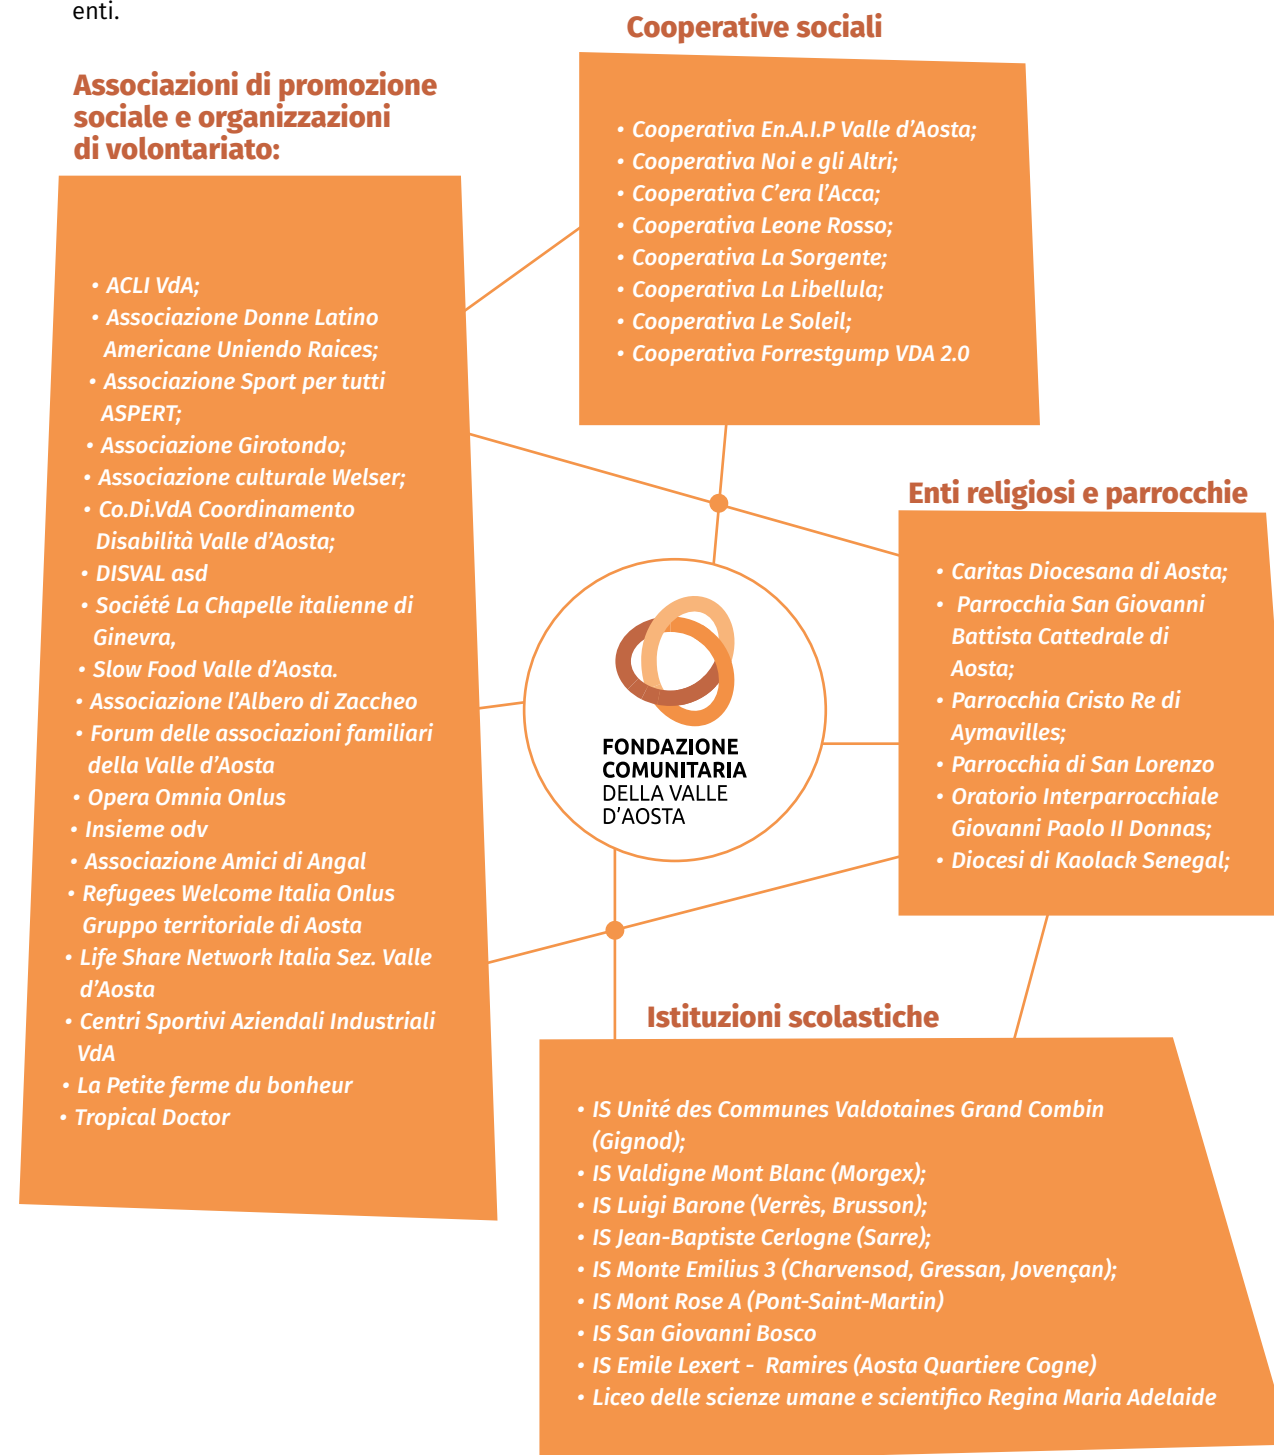 enti.
Associazioni di promozione
sociale e organizzazioni
di volontariato:
• ACLI VdA;
• Associazione Donne Latino
Americane Uniendo Raices;
• Associazione Sport per tutti
ASPERT;
• Associazione Girotondo;
• Associazione culturale Welser;
• Co.Di.VdA Coordinamento
Disabilità Valle d'Aosta;
• DISVAL asd
• Société La Chapelle italienne di
Ginevra,
• Slow Food Valle d'Aosta.
• Associazione l'Albero di Zaccheo
• Forum delle associazioni familiari
della Valle d'Aosta
• Opera Omnia Onlus
• Insieme odv
• Associazione Amici di Angal
• Refugees Welcome Italia Onlus
Gruppo territoriale di Aosta
• Life Share Network Italia Sez. Valle
d'Aosta
• Centri Sportivi Aziendali Industriali
VdA
• La Petite ferme du bonheur
• Tropical Doctor
Cooperative sociali
• Cooperativa En.A.I.P Valle d'Aosta;
• Cooperativa Noi e gli Altri;
• Cooperativa C'era l'Acca;
• Cooperativa Leone Rosso;
• Cooperativa La Sorgente;
• Cooperativa La Libellula;
• Cooperativa Le Soleil;
• Cooperativa Forrestgump VDA 2.0
FONDAZIONE
COMUNITARIA
DELLA VALLE
D'AOSTA
Enti religiosi e parrocchie
• Caritas Diocesana di Aosta;
• Parrocchia San Giovanni
Battista Cattedrale di
Aosta;
• Parrocchia Cristo Re di
Aymavilles;
• Parrocchia di San Lorenzo
• Oratorio Interparrocchiale
Giovanni Paolo II Donnas;
• Diocesi di Kaolack Senegal;
Istituzioni scolastiche
• IS Unité des Communes Valdotaines Grand Combin
(Gignod);
• IS Valdigne Mont Blanc (Morgex);
• IS Luigi Barone (Verrès, Brusson);
• IS Jean-Baptiste Cerlogne (Sarre);
• IS Monte Emilius 3 (Charvensod, Gressan, Jovençan);
• IS Mont Rose A (Pont-Saint-Martin)
• IS San Giovanni Bosco
• IS Emile Lexert - Ramires (Aosta Quartiere Cogne)
• Liceo delle scienze umane e scientifico Regina Maria Adelaide